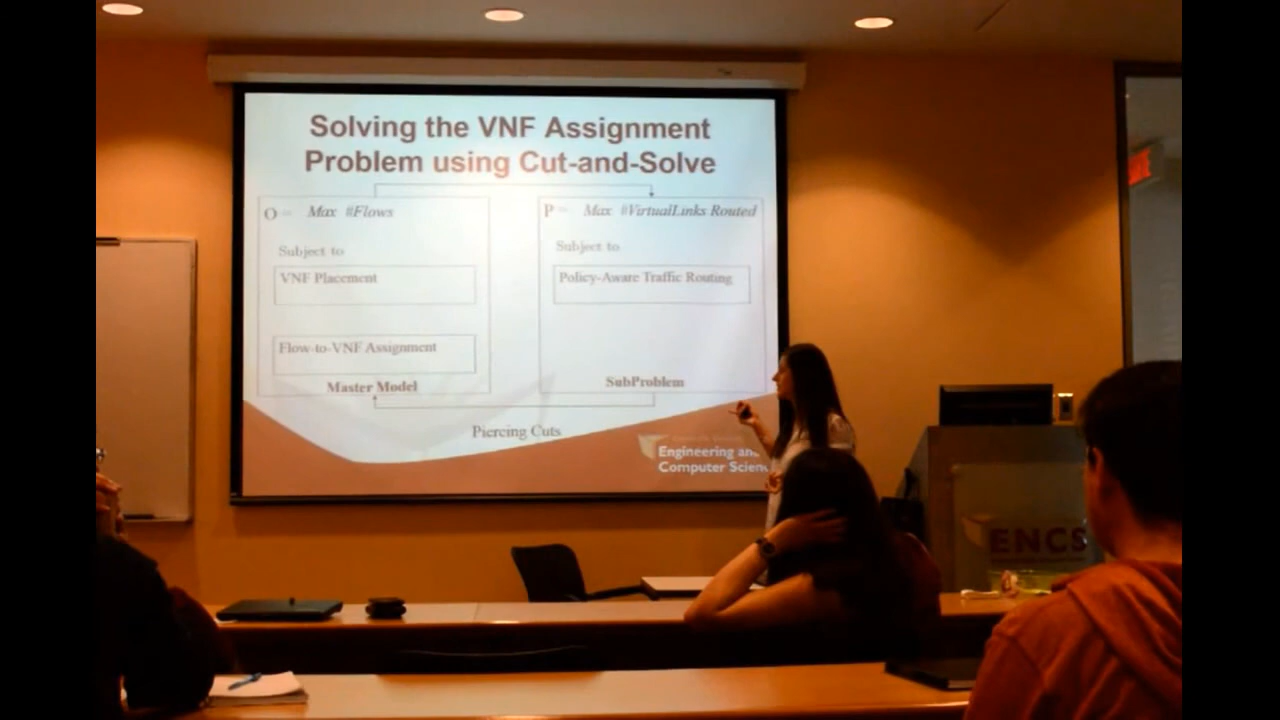 Solving the VNF Assignment
Problem using Cut-and-Solve
O
Max #Flows
Subject to
VNF Placement
Flow-to-VNF Assignment
Master Model
P
Max #VirtualLinks Routed
Subject to
Policy-Aware Traffic Routing
SubProblem
Piercing Cuts
Engineering an
Computer Scien
ENCS